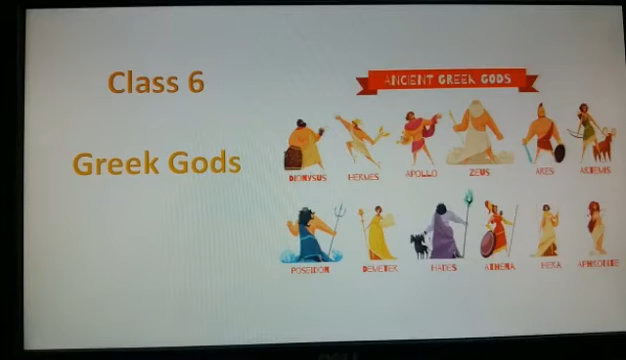 Class 6
Greek Gods
ANCIENT GREEK GODS
DIONYSUS HERMES APOLLO ZEUS ARES ARTEMIS
POSEIDON DEMETER HADES ATHENA HERA APHRODITE